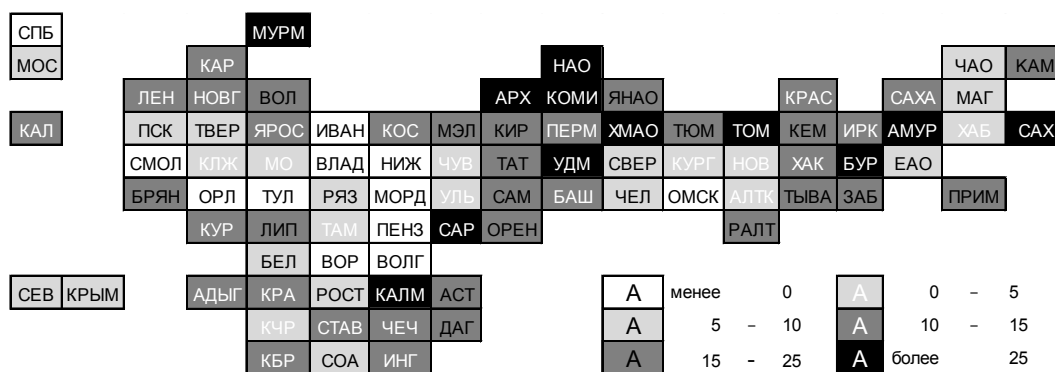 СПБ МУРМ
МОС КАР НАО ЧАО КАМ
ЛЕН НОВГ ВОЛ АРХ КОМИ ЯНАО КРАС САХА МАГ
КАЛ ПСК ТВЕР ЯРОС ИВАН КОС МЭЛ КИР ПЕРМ ХМАО ТЮМ ТОМ КЕМ ИРК АМУР ХАБ САХ
СМОЛ КЛЖ МО ВЛАД НИЖ ЧУВ ТАТ УДМ СВЕР КУРГ НОВ ХАК БУР ЕАО
БРЯН ОРЛ ТУЛ РЯЗ МОРД УЛЬ САМ БАШ ЧЕЛ ОМСК АЛТК ТЫВА ЗАБ ПРИМ
КУР ЛИП ТАМ ПЕНЗ САР ОРЕН РАЛТ
БЕЛ ВОР ВОЛГ
СЕВ КРЫМ АДЫГ КРА РОСТ КАЛМ АСТ А менее 0 А 0 – 5
КЧР СТАВ ЧЕЧ ДАГ А 5 – 10 А 10 – 15
КБР СОА ИНГ А 15 – 25 А более 25